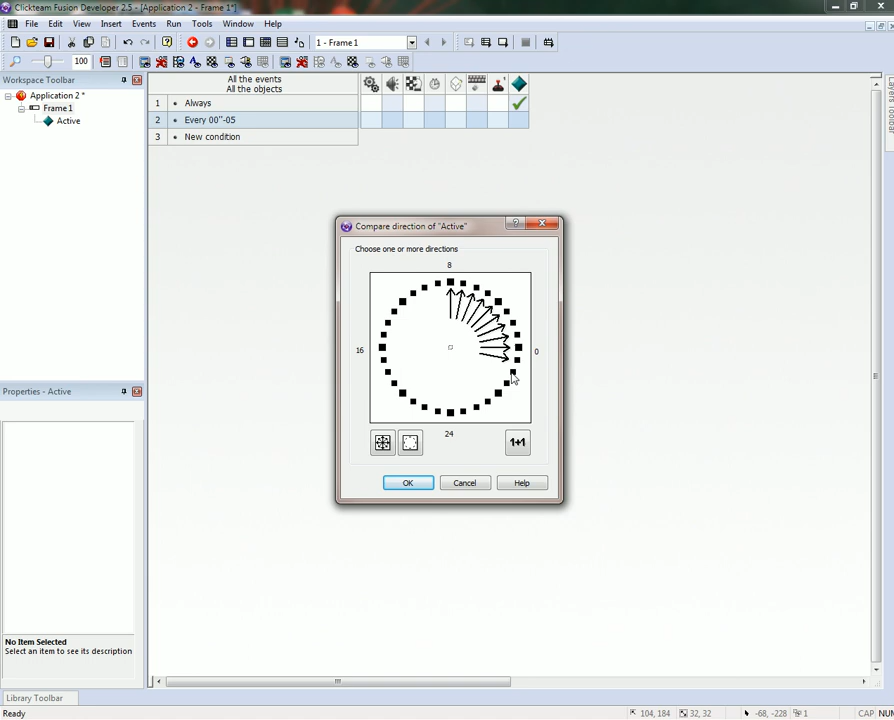 Clickteam Fusion Developer 2.5 - [Application 2 - Frame 1*]
File Edit View Insert Events Run Tools Window Help
1 - Frame 1
100
Workspace Toolbar
Application 2 *
Frame 1
Active
All the events
All the objects
1 • Always
2 • Every 00"-05
3 • New condition
Layers Toolbar
Compare direction of "Active"
Choose one or more directions
8
16
0
24
1+1
OK Cancel Help
Properties - Active
No Item Selected
Select an item to see its description
Library Toolbar
Ready
104, 184 32, 32 -68, -228 1 CAP NUM